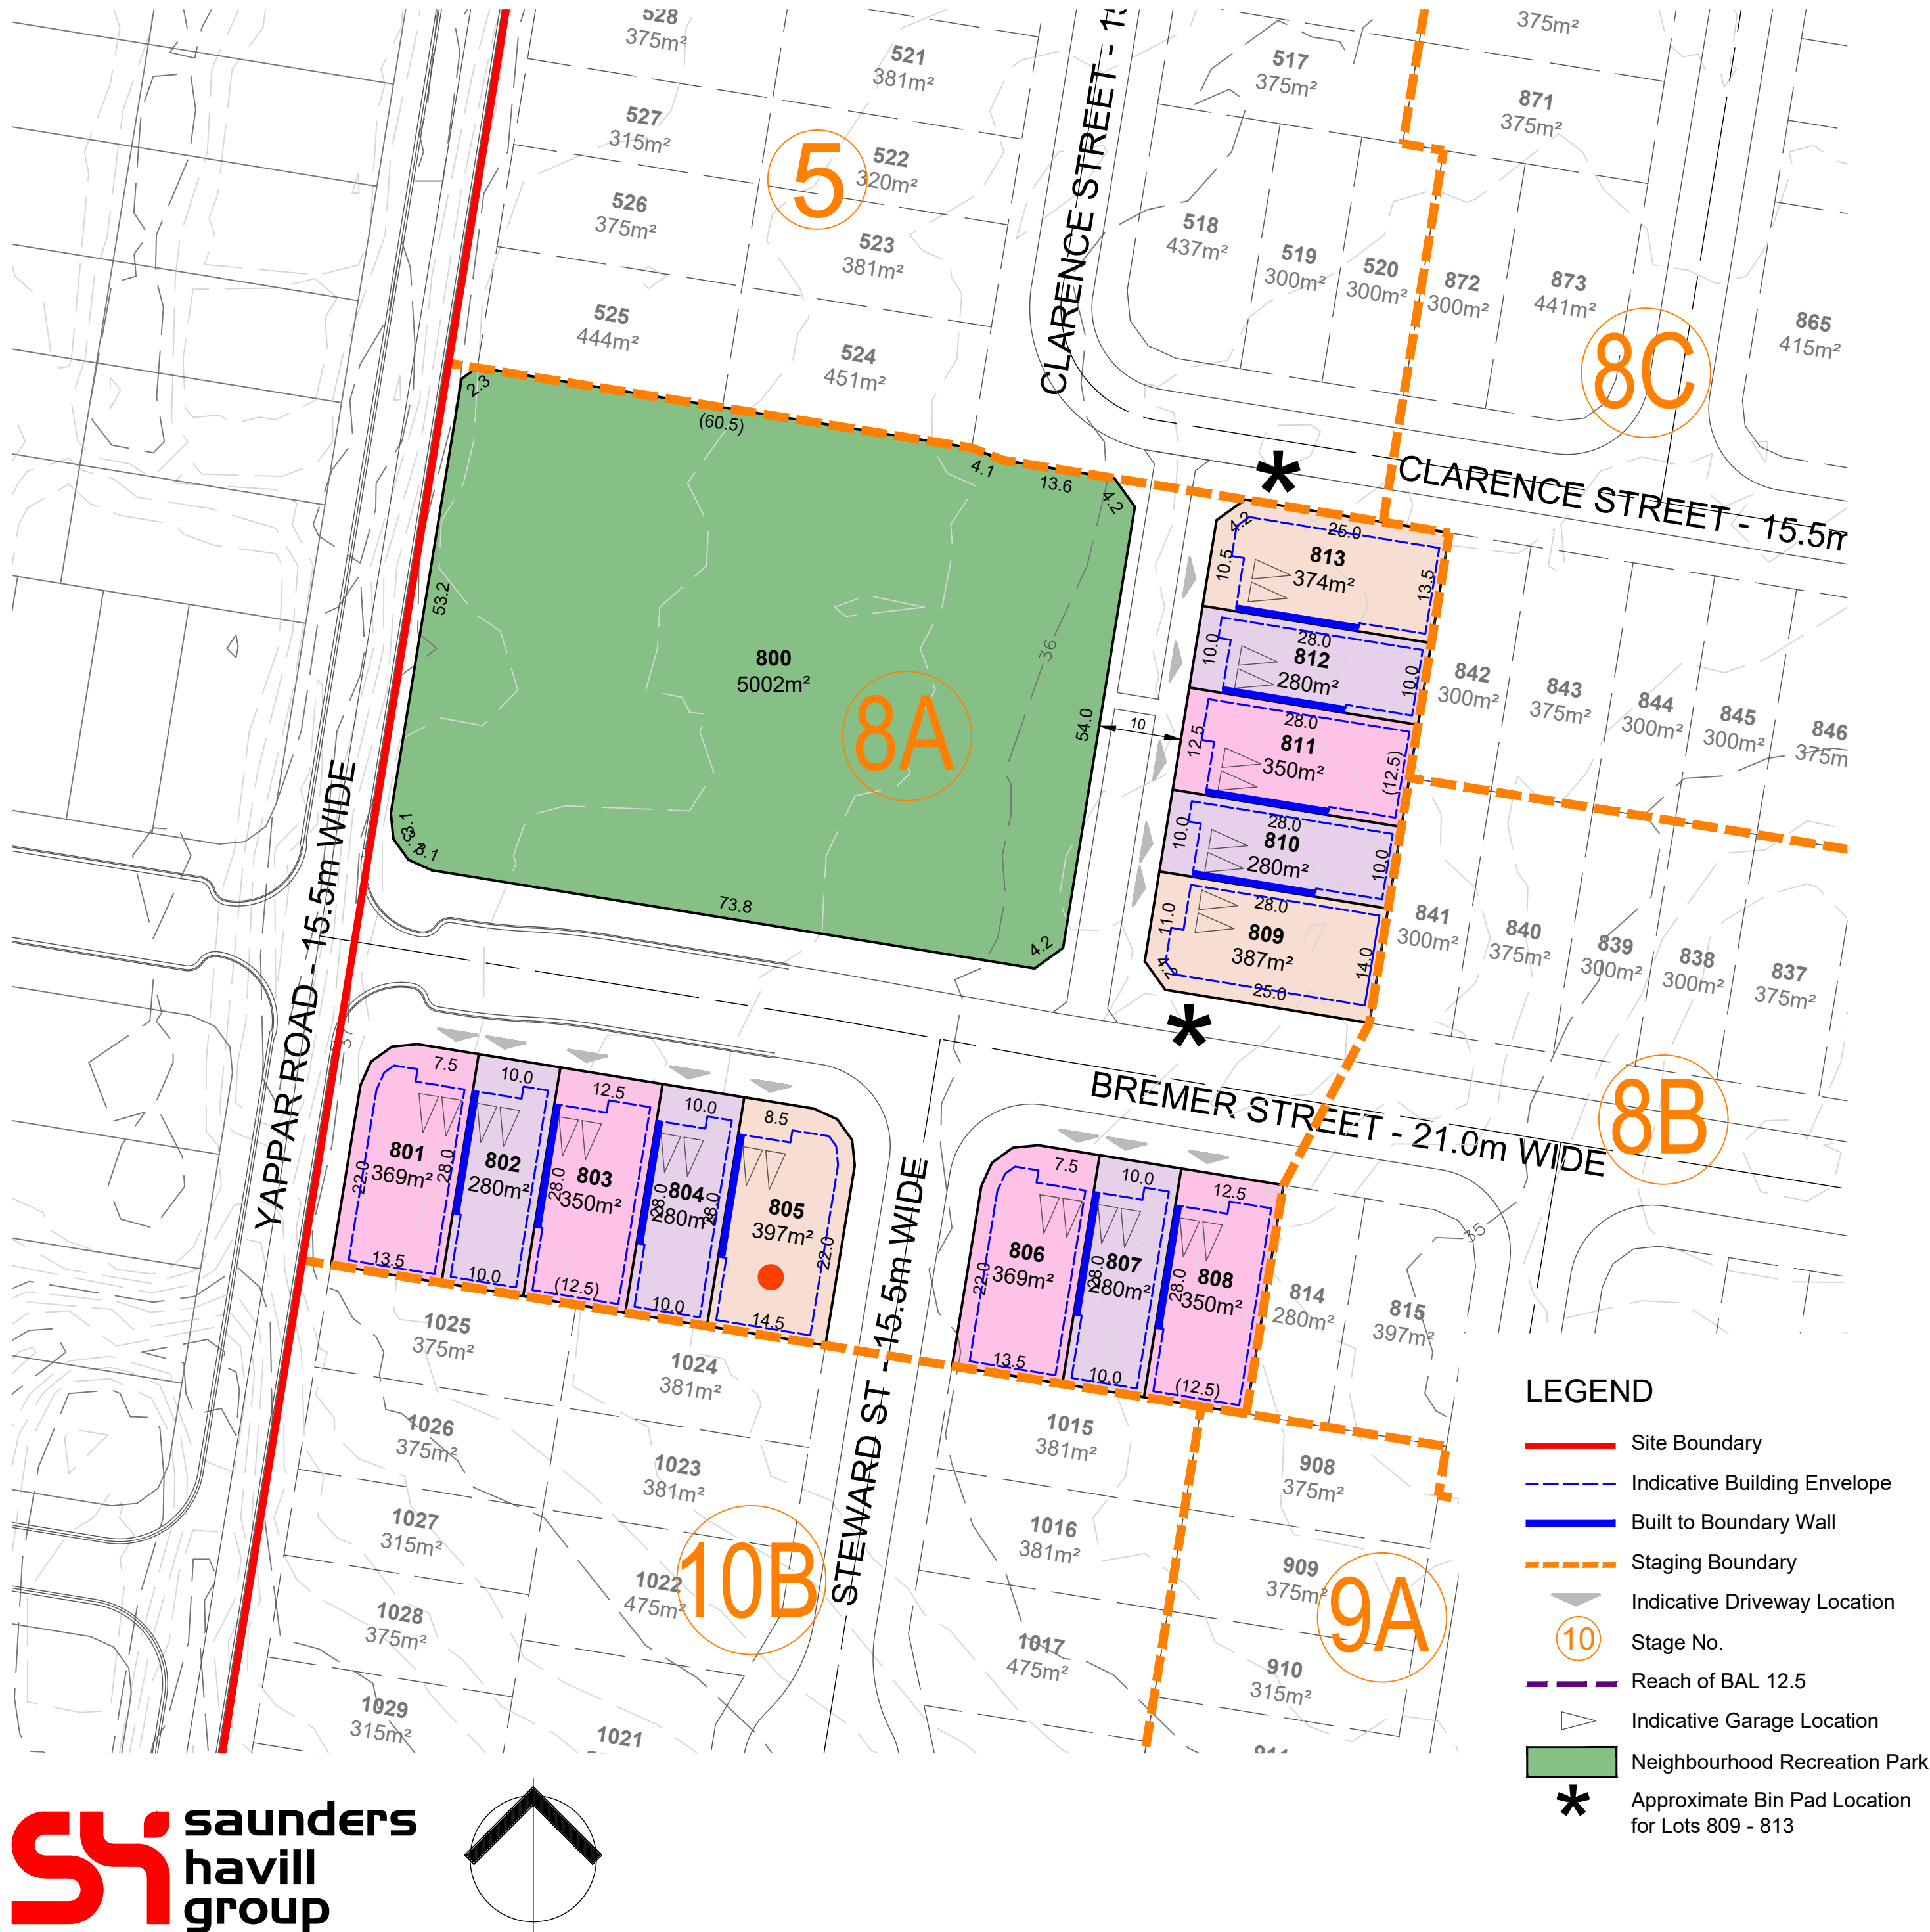 528
375m²
521
381m²
527
315m²
522
320m²
526
375m²
523
381m²
525
444m²
524
451m²
5
CLARENCE STREET - 15
517
375m²
375m²
871
375m²
518
437m²
519
300m²
520
300m²
872
300m²
873
441m²
865
415m²
8C
CLARENCE STREET - 15.5m
2.3
(60.5)
4.1
13.6
4.2
53.2
800
5002m²
8A
36
54.0
10
3.1
3.1
73.8
4.2
4.2
25.0
10.5
813
374m²
13.5
28.0
10.0
812
280m²
10.0
28.0
12.5
811
350m²
(12.5)
28.0
10.0
810
280m²
10.0
28.0
11.0
809
387m²
14.0
4.2
25.0
842
300m²
843
375m²
844
300m²
845
300m²
846
375m
841
300m²
840
375m²
839
300m²
838
300m²
837
375m²
8B
YAPPAR ROAD - 15.5m WIDE
BREMER STREET - 21.0m WIDE
STEWARD ST - 15.5m WIDE
7.5
10.0
12.5
10.0
8.5
801
369m²
22.0
28.0
802
280m²
28.0
803
350m²
28.0
804
280m²
28.0
805
397m²
22.0
13.5
10.0
(12.5)
10.0
14.5
7.5
10.0
12.5
806
369m²
22.0
28.0
807
280m²
28.0
808
350m²
13.5
10.0
(12.5)
814
280m²
815
397m²
35
1025
375m²
1024
381m²
1026
375m²
1023
381m²
1027
315m²
1022
475m²
1028
375m²
1029
315m²
1021
10B
1015
381m²
1016
381m²
1017
475m²
908
375m²
909
375m²
910
315m²
911
9A
LEGEND
Site Boundary
Indicative Building Envelope
Built to Boundary Wall
Staging Boundary
Indicative Driveway Location
10
Stage No.
Reach of BAL 12.5
Indicative Garage Location
Neighbourhood Recreation Park
Approximate Bin Pad Location
for Lots 809 - 813
saunders
havill
group